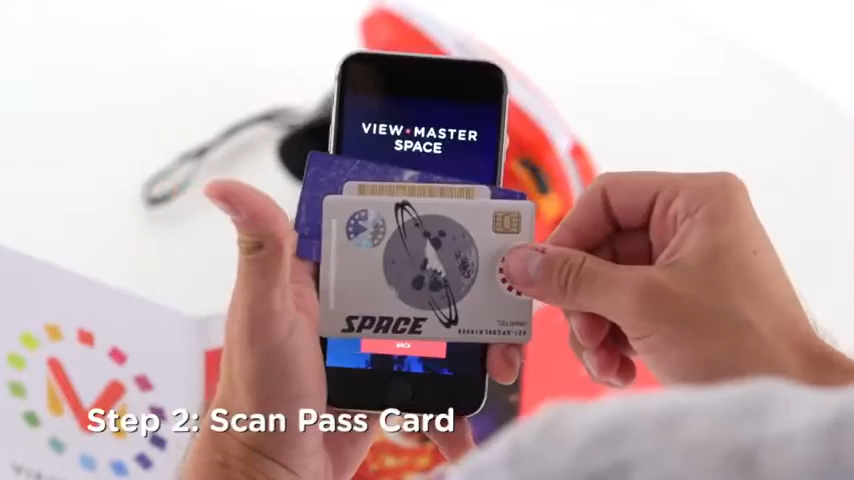 VIEW•MASTER
SPACE
SPACE
BACK
Step 2: Scan Pass Card